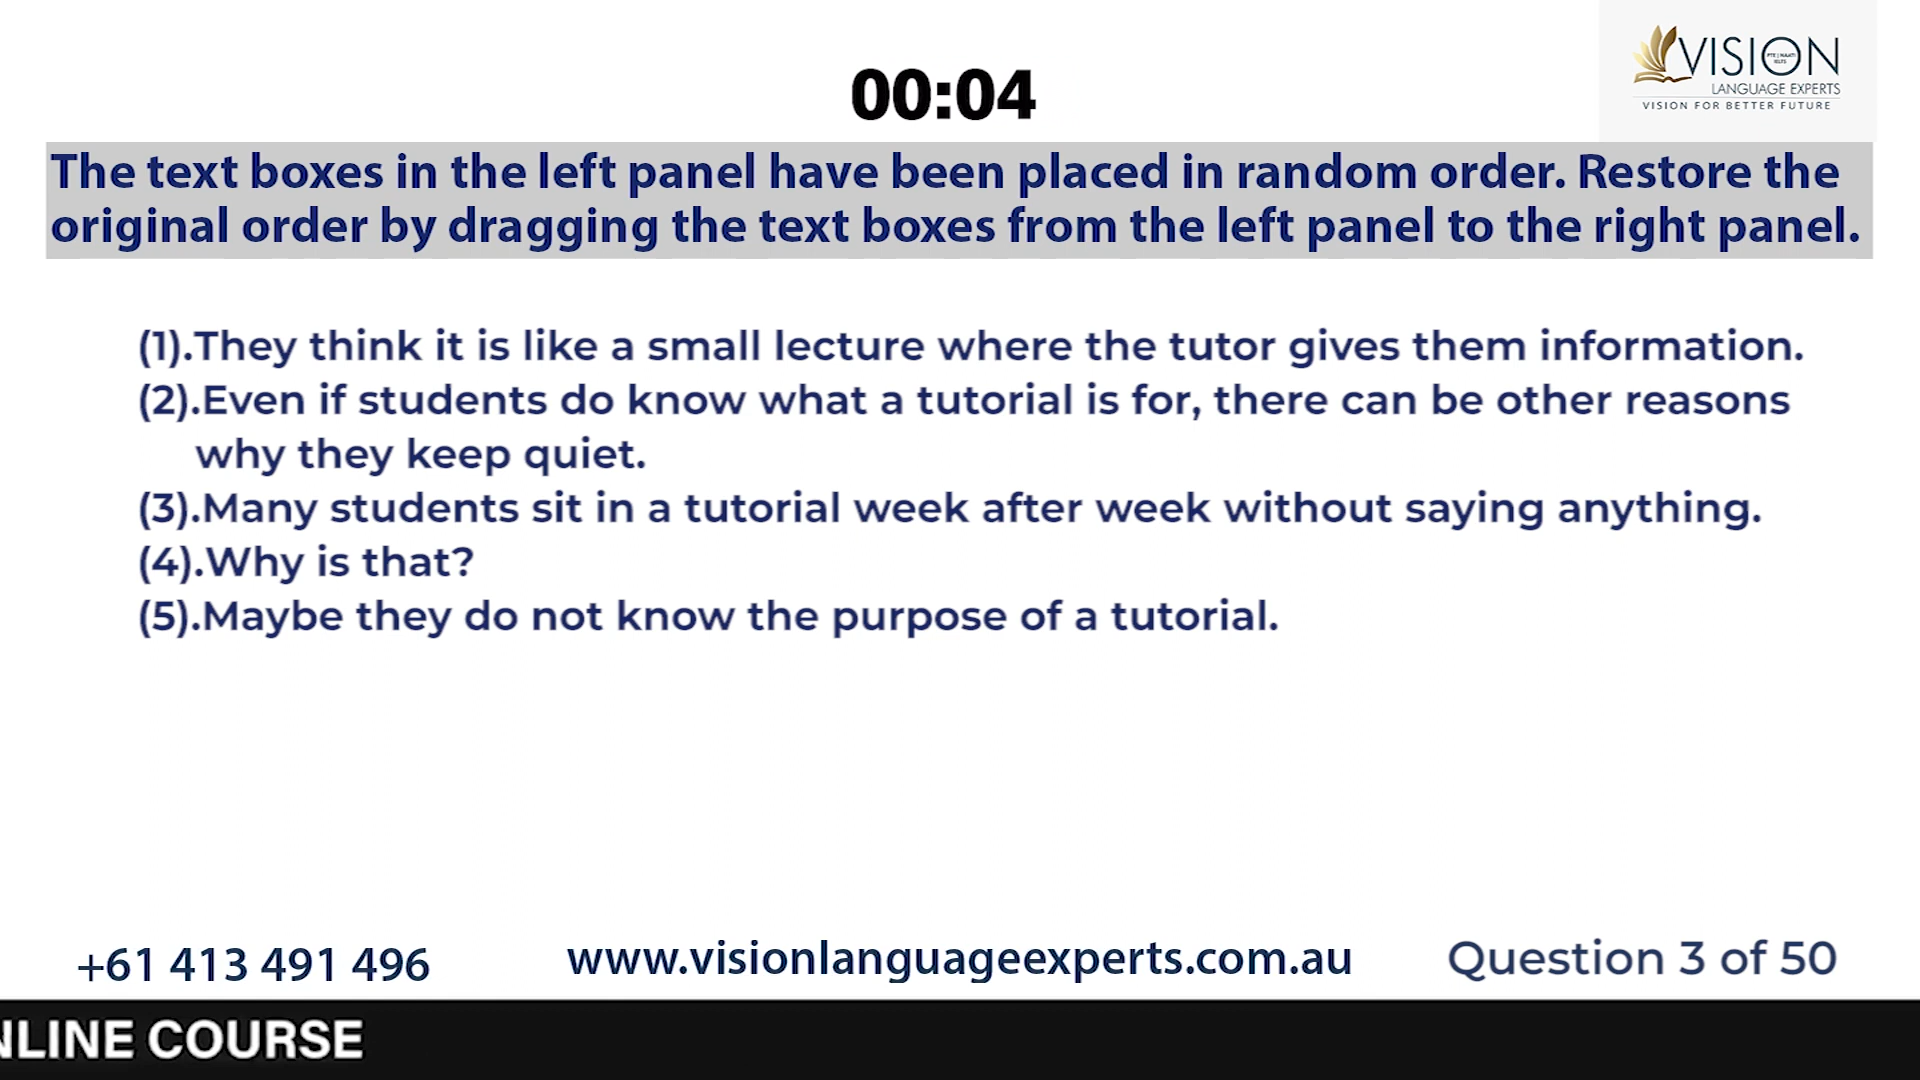 VISION
PTE | NAATI
IELTS
LANGUAGE EXPERTS
VISION FOR BETTER FUTURE
00:04
The text boxes in the left panel have been placed in random order. Restore the
original order by dragging the text boxes from the left panel to the right panel.
(1).They think it is like a small lecture where the tutor gives them information.
(2).Even if students do know what a tutorial is for, there can be other reasons
why they keep quiet.
(3).Many students sit in a tutorial week after week without saying anything.
(4).Why is that?
(5).Maybe they do not know the purpose of a tutorial.
+61 413 491 496
www.visionlanguageexperts.com.au
Question 3 of 50
NLINE COURSE